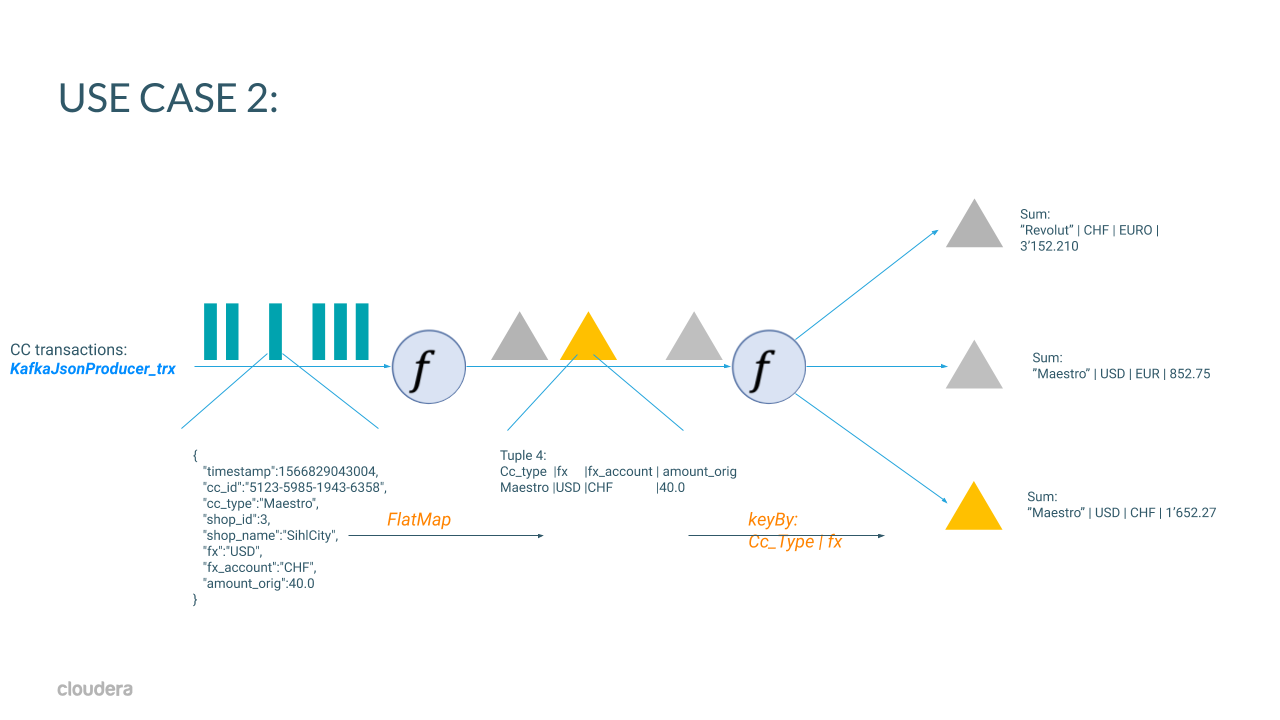 USE CASE 2:
Sum:
“Revolut” | CHF | EURO |
3’152.210
CC transactions:
KafkaJsonProducer_trx
f
f
Sum:
“Maestro” | USD | EUR | 852.75
{
"timestamp":1566829043004,
"cc_id":"5123-5985-1943-6358",
"cc_type":"Maestro",
"shop_id":3,
"shop_name":"SihlCity",
"fx":"USD",
"fx_account":"CHF",
"amount_orig":40.0
}
FlatMap
Tuple 4:
Cc_type |fx |fx_account | amount_orig
Maestro |USD |CHF |40.0
keyBy:
Cc_Type | fx
Sum:
“Maestro” | USD | CHF | 1’652.27
cloudera